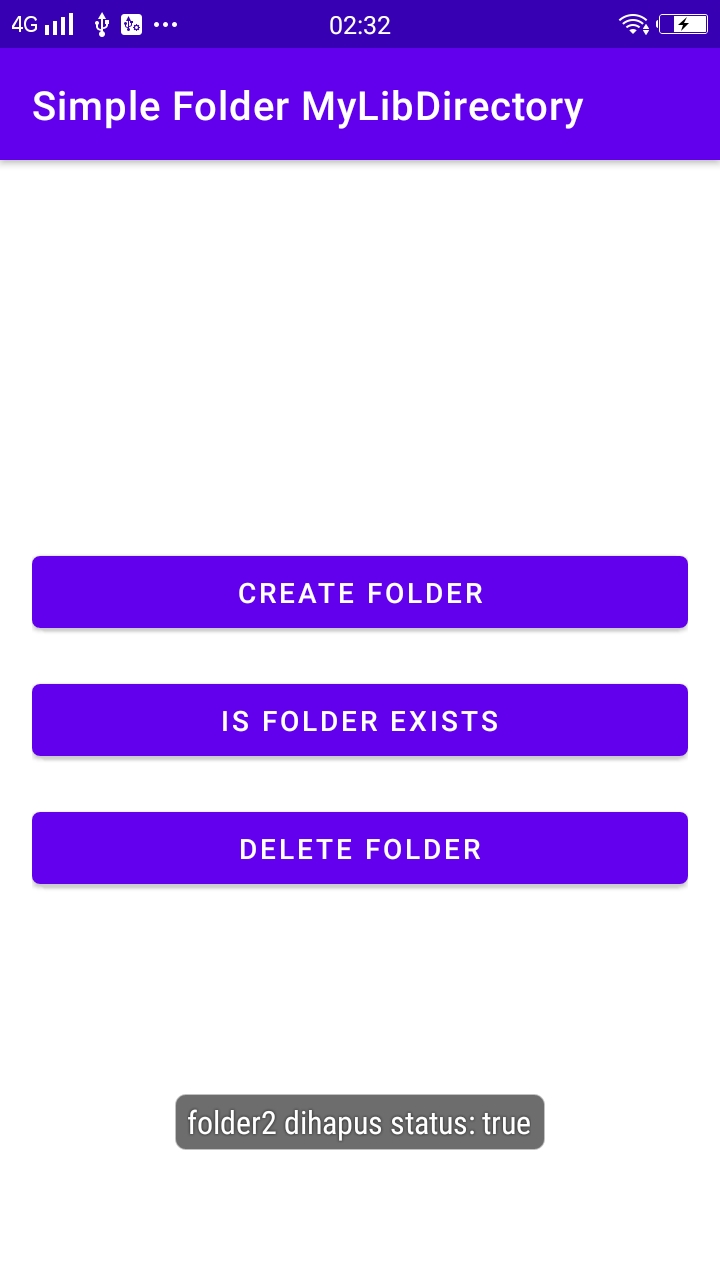 4G 02:32
Simple Folder MyLibDirectory
CREATE FOLDER
IS FOLDER EXISTS
DELETE FOLDER
folder2 dihapus status: true